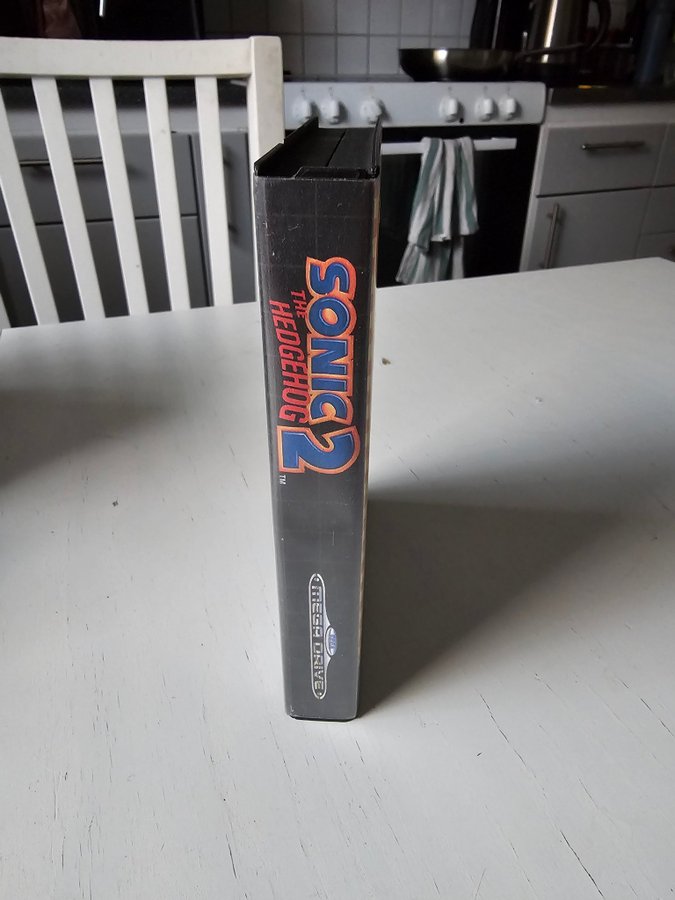 SONIC 2
THE
HEDGEHOG
TM
MEGA DRIVE